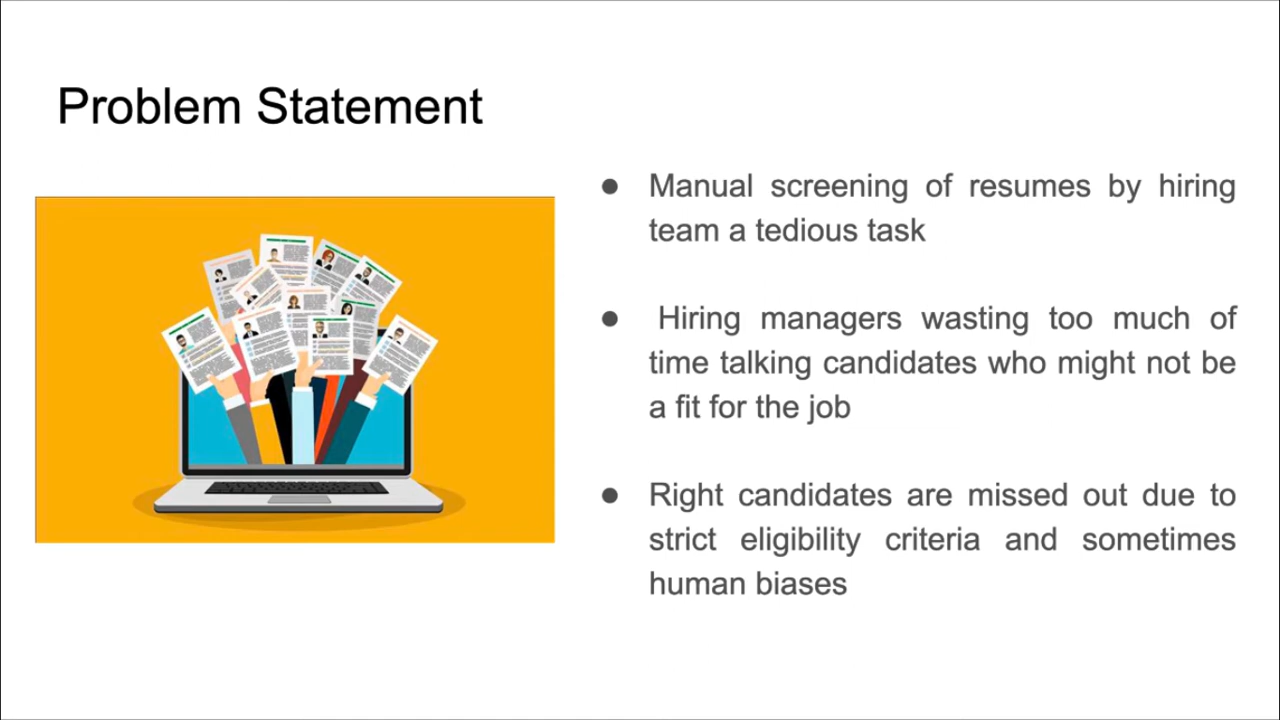 Problem Statement
● Manual screening of resumes by hiring
team a tedious task
● Hiring managers wasting too much of
time talking candidates who might not be
a fit for the job
● Right candidates are missed out due to
strict eligibility criteria and sometimes
human biases